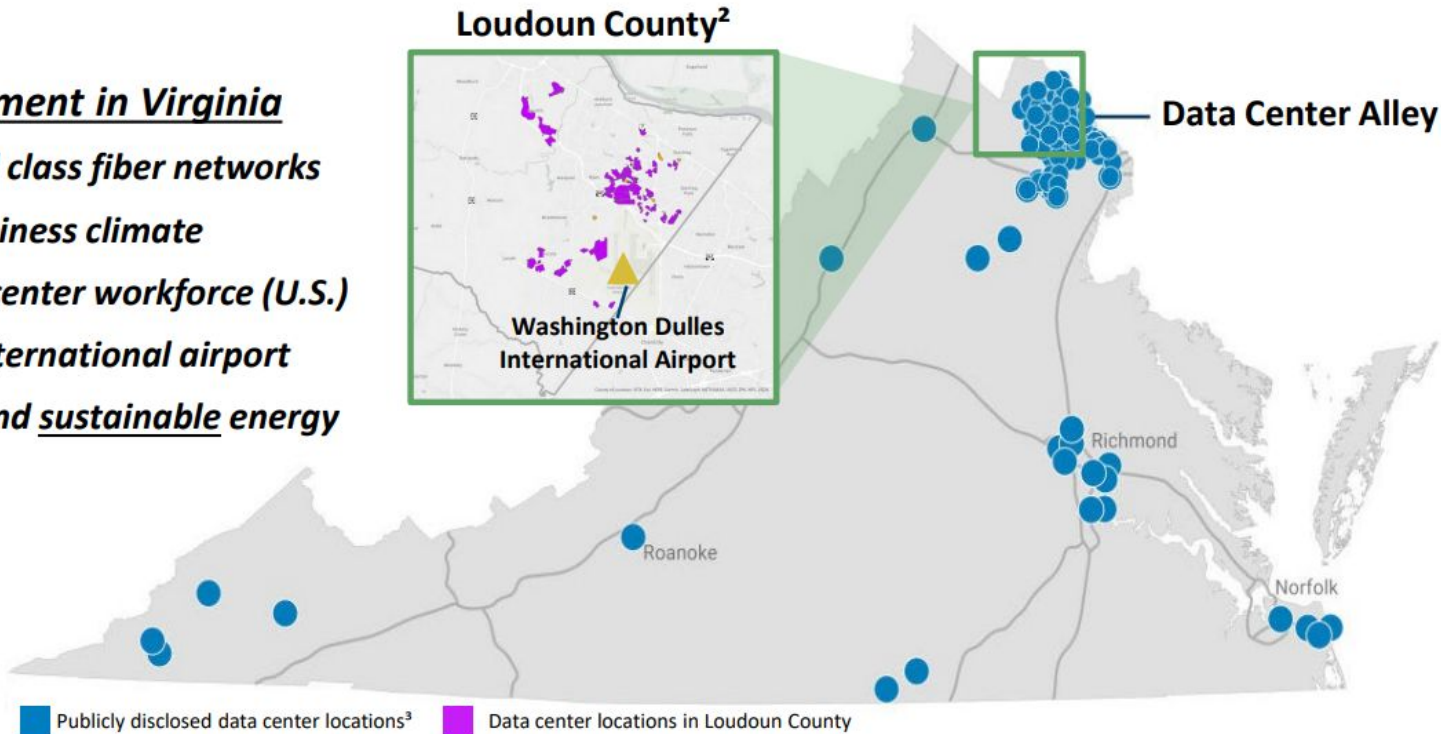 Loudoun County²
ment in Virginia
class fiber networks
iness climate
center workforce (U.S.)
ternational airport
nd sustainable energy
Data Center Alley
Washington Dulles
International Airport
Richmond
Roanoke
Norfolk
Publicly disclosed data center locations³
Data center locations in Loudoun County